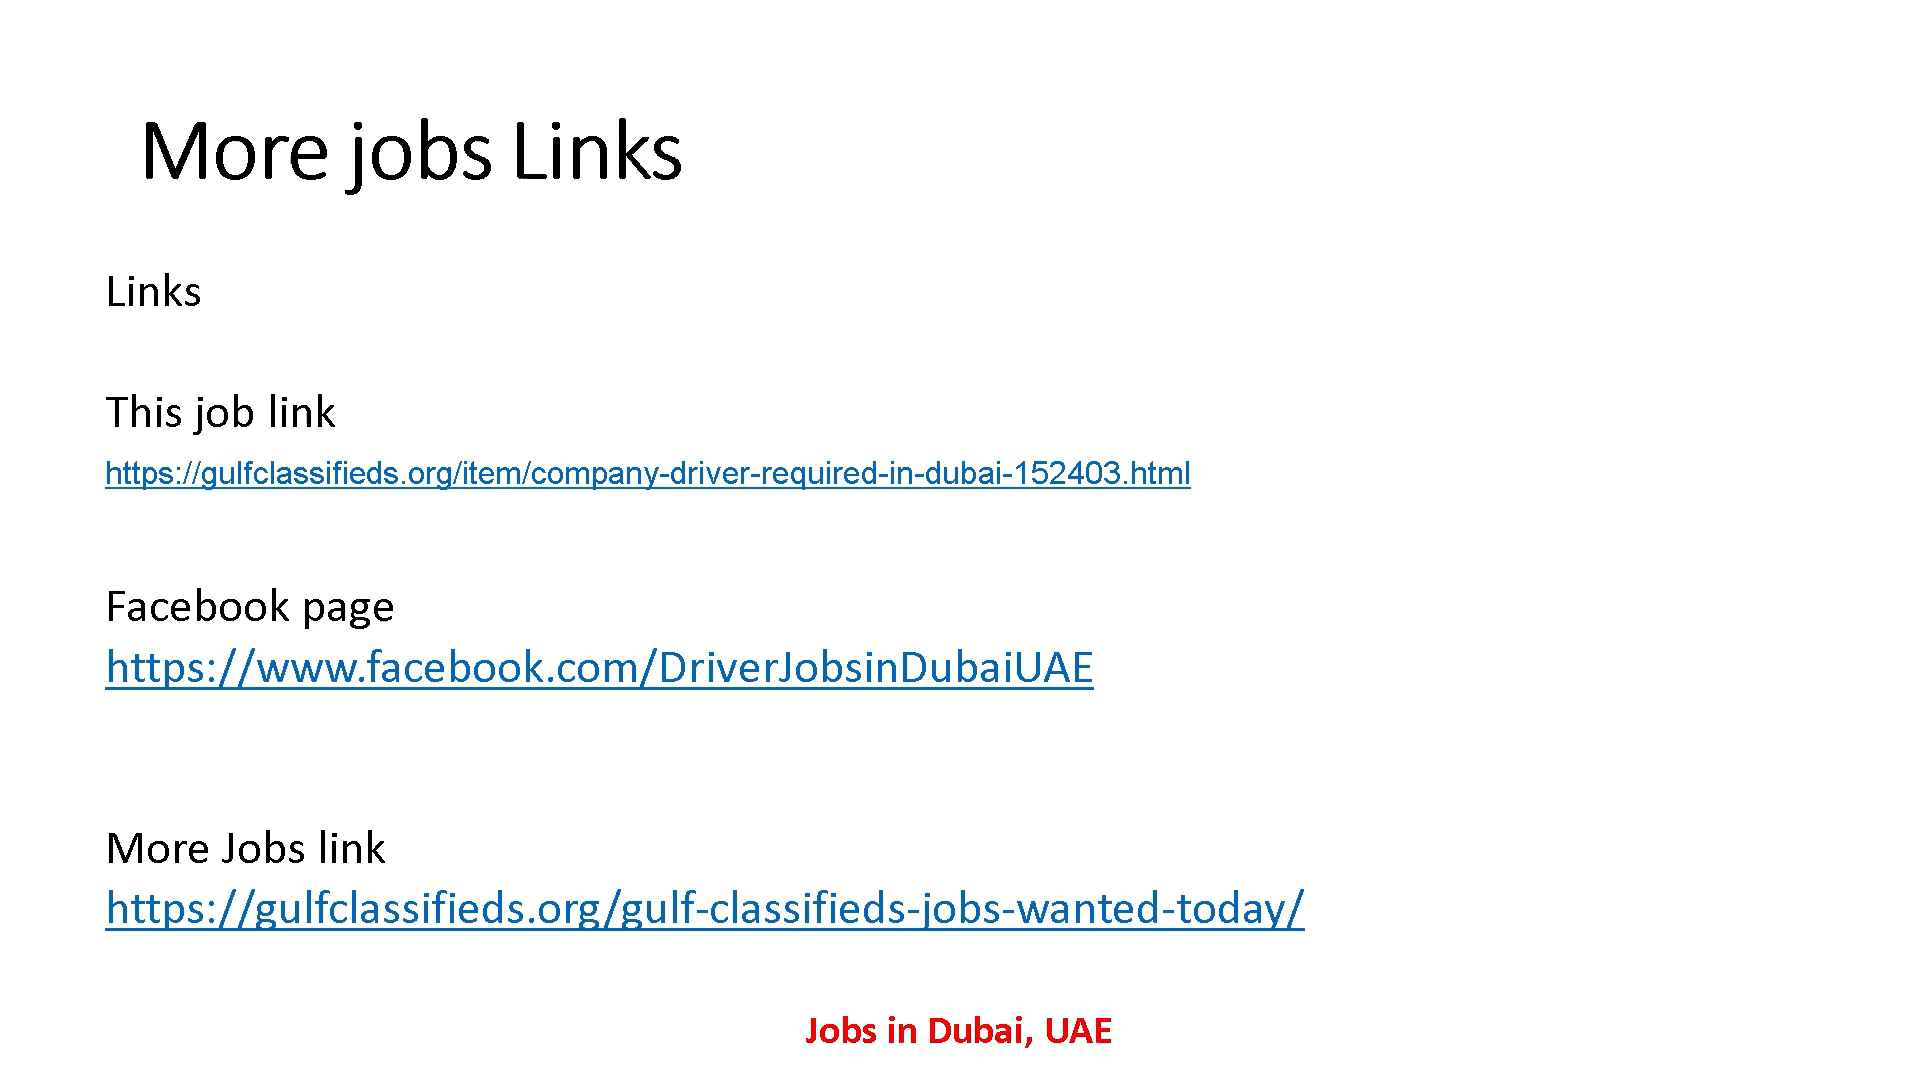 More jobs Links
Links
This job link
https://gulfclassifieds.org/item/company-driver-required-in-dubai-152403.html
Facebook page
https://www.facebook.com/DriverJobsinDubaiUAE
More Jobs link
https://gulfclassifieds.org/gulf-classifieds-jobs-wanted-today/
Jobs in Dubai, UAE